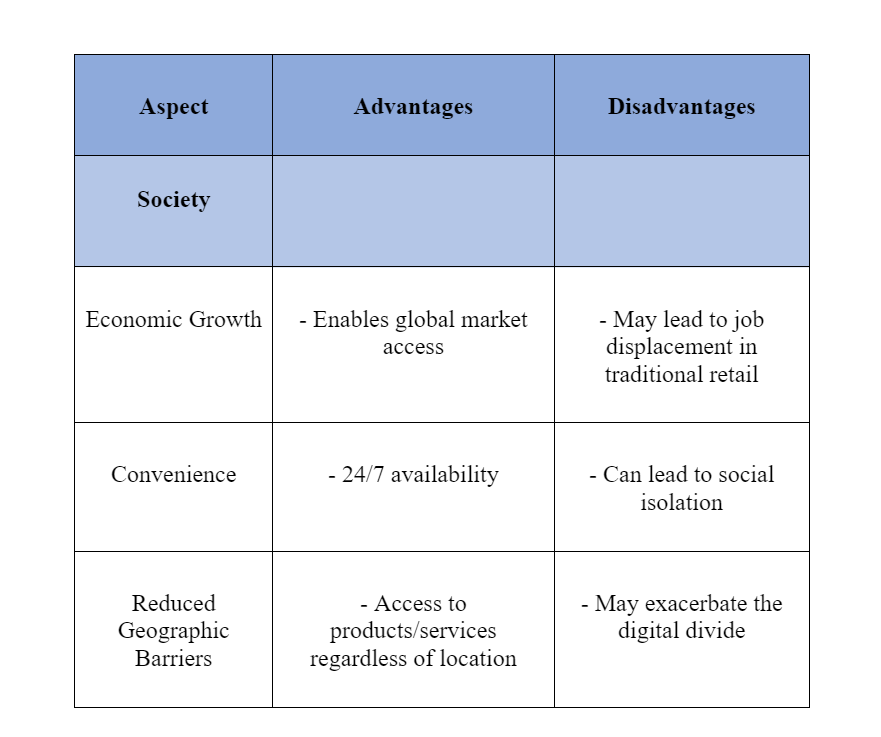 Aspect
Advantages
Disadvantages
Society
Economic Growth
- Enables global market
access
- May lead to job
displacement in
traditional retail
Convenience
- 24/7 availability
- Can lead to social
isolation
Reduced
Geographic
Barriers
- Access to
products/services
regardless of location
- May exacerbate the
digital divide